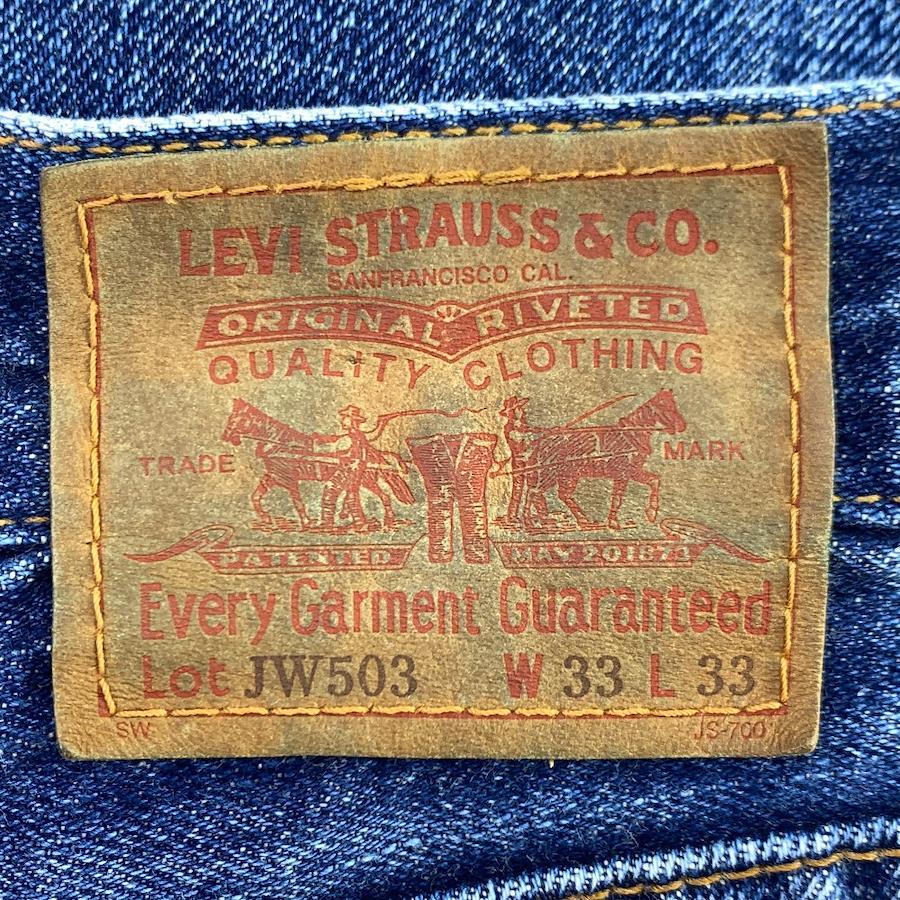 LEVI STRAUSS & CO.
SANFRANCISCO CAL.
ORIGINAL RIVETED
QUALITY CLOTHING
TRADE MARK
PATENTED MAY 20 1873
Every Garment Guaranteed
Lot JW503 W 33 L 33
SW JS-700